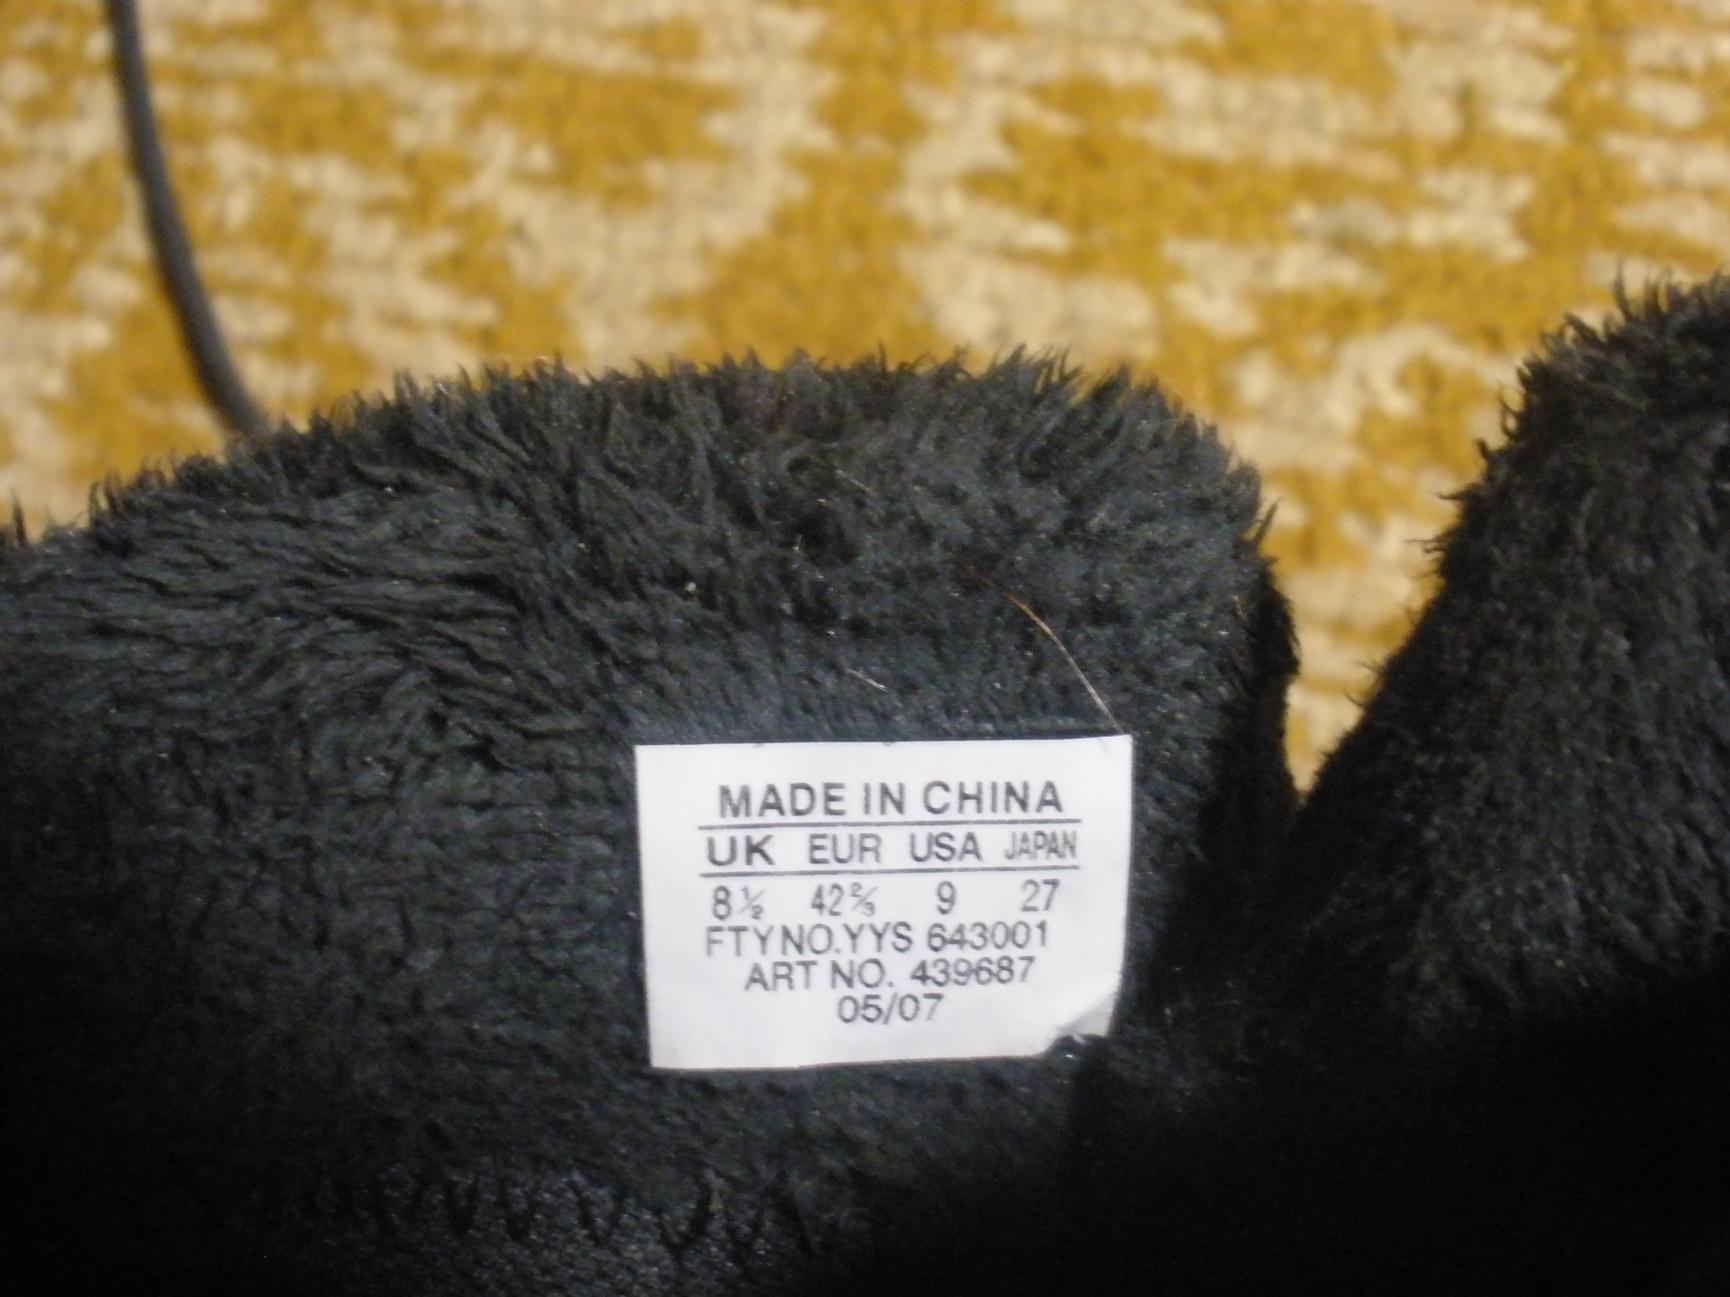 MADE IN CHINA
UK EUR USA JAPAN
8½ 42⅔ 9 27
FTYNO.YYS 643001
ART NO. 439687
05/07